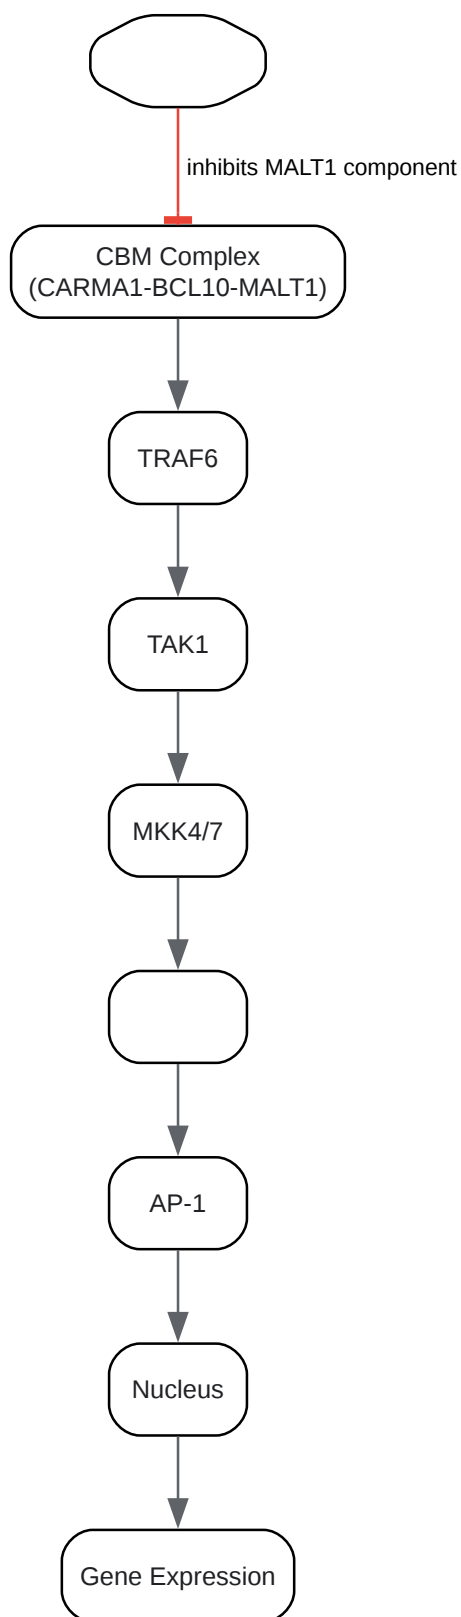 inhibits MALT1 component
CBM Complex
(CARMA1-BCL10-MALT1)
TRAF6
TAK1
MKK4/7
AP-1
Nucleus
Gene Expression